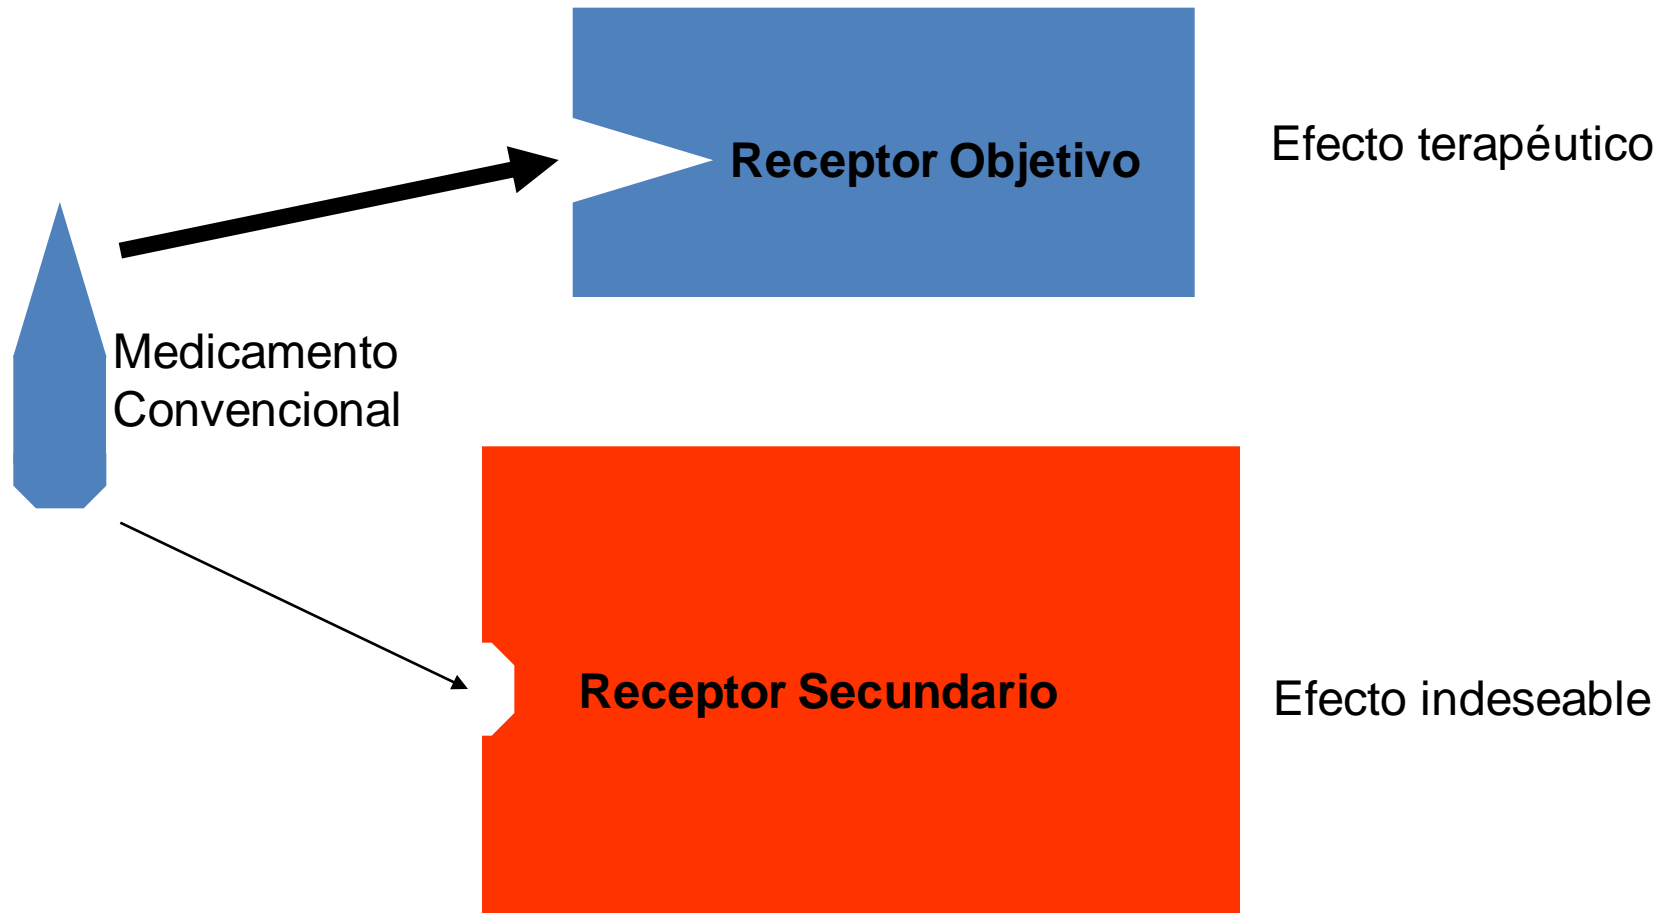 Receptor Objetivo
Efecto terapéutico
Medicamento
Convencional
Receptor Secundario
Efecto indeseable